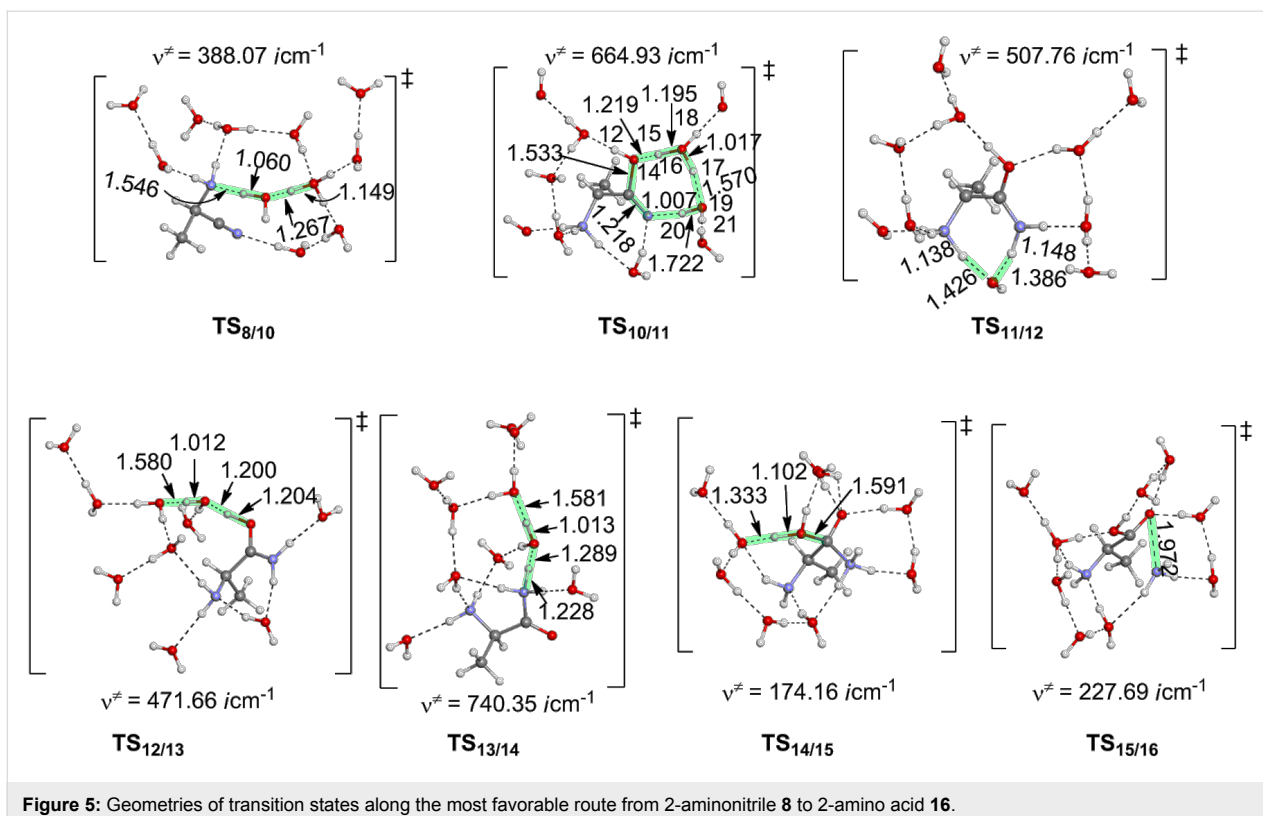 ν≠ = 388.07 icm-1
ν≠ = 664.93 icm-1
ν≠ = 507.76 icm-1
‡
‡
‡
1.546
1.060
1.267
1.149
1.219
1.195
18
12
15
1.533
14
16
1.017
17
1.007
1.570
19
1.218
20
21
1.722
1.138
1.148
1.426
1.386
TS8/10
TS10/11
TS11/12
‡
‡
‡
‡
1.580
1.012
1.200
1.204
1.581
1.013
1.289
1.228
1.333
1.102
1.591
1.972
ν≠ = 471.66 icm-1
ν≠ = 740.35 icm-1
ν≠ = 174.16 icm-1
ν≠ = 227.69 icm-1
TS12/13
TS13/14
TS14/15
TS15/16
Figure 5: Geometries of transition states along the most favorable route from 2-aminonitrile 8 to 2-amino acid 16.